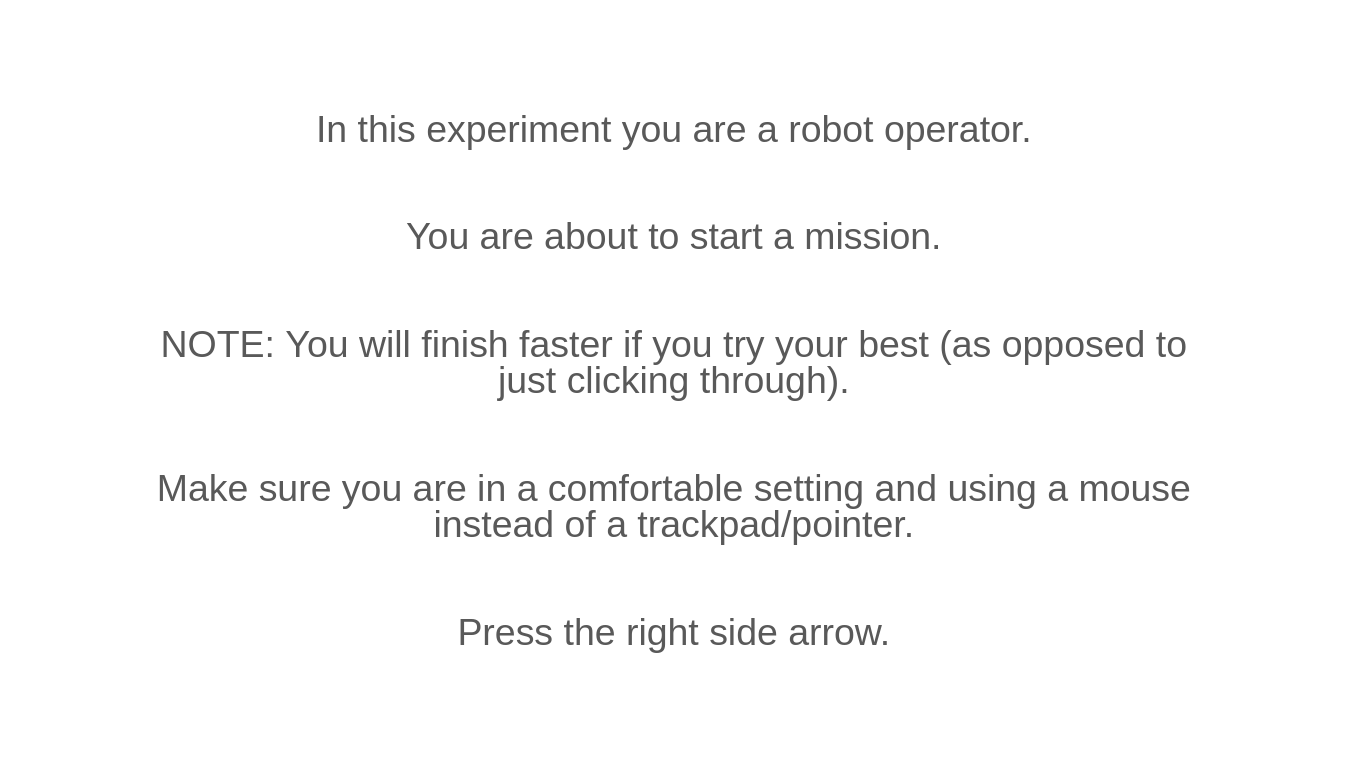 In this experiment you are a robot operator.
You are about to start a mission.
NOTE: You will finish faster if you try your best (as opposed to
just clicking through).
Make sure you are in a comfortable setting and using a mouse
instead of a trackpad/pointer.
Press the right side arrow.